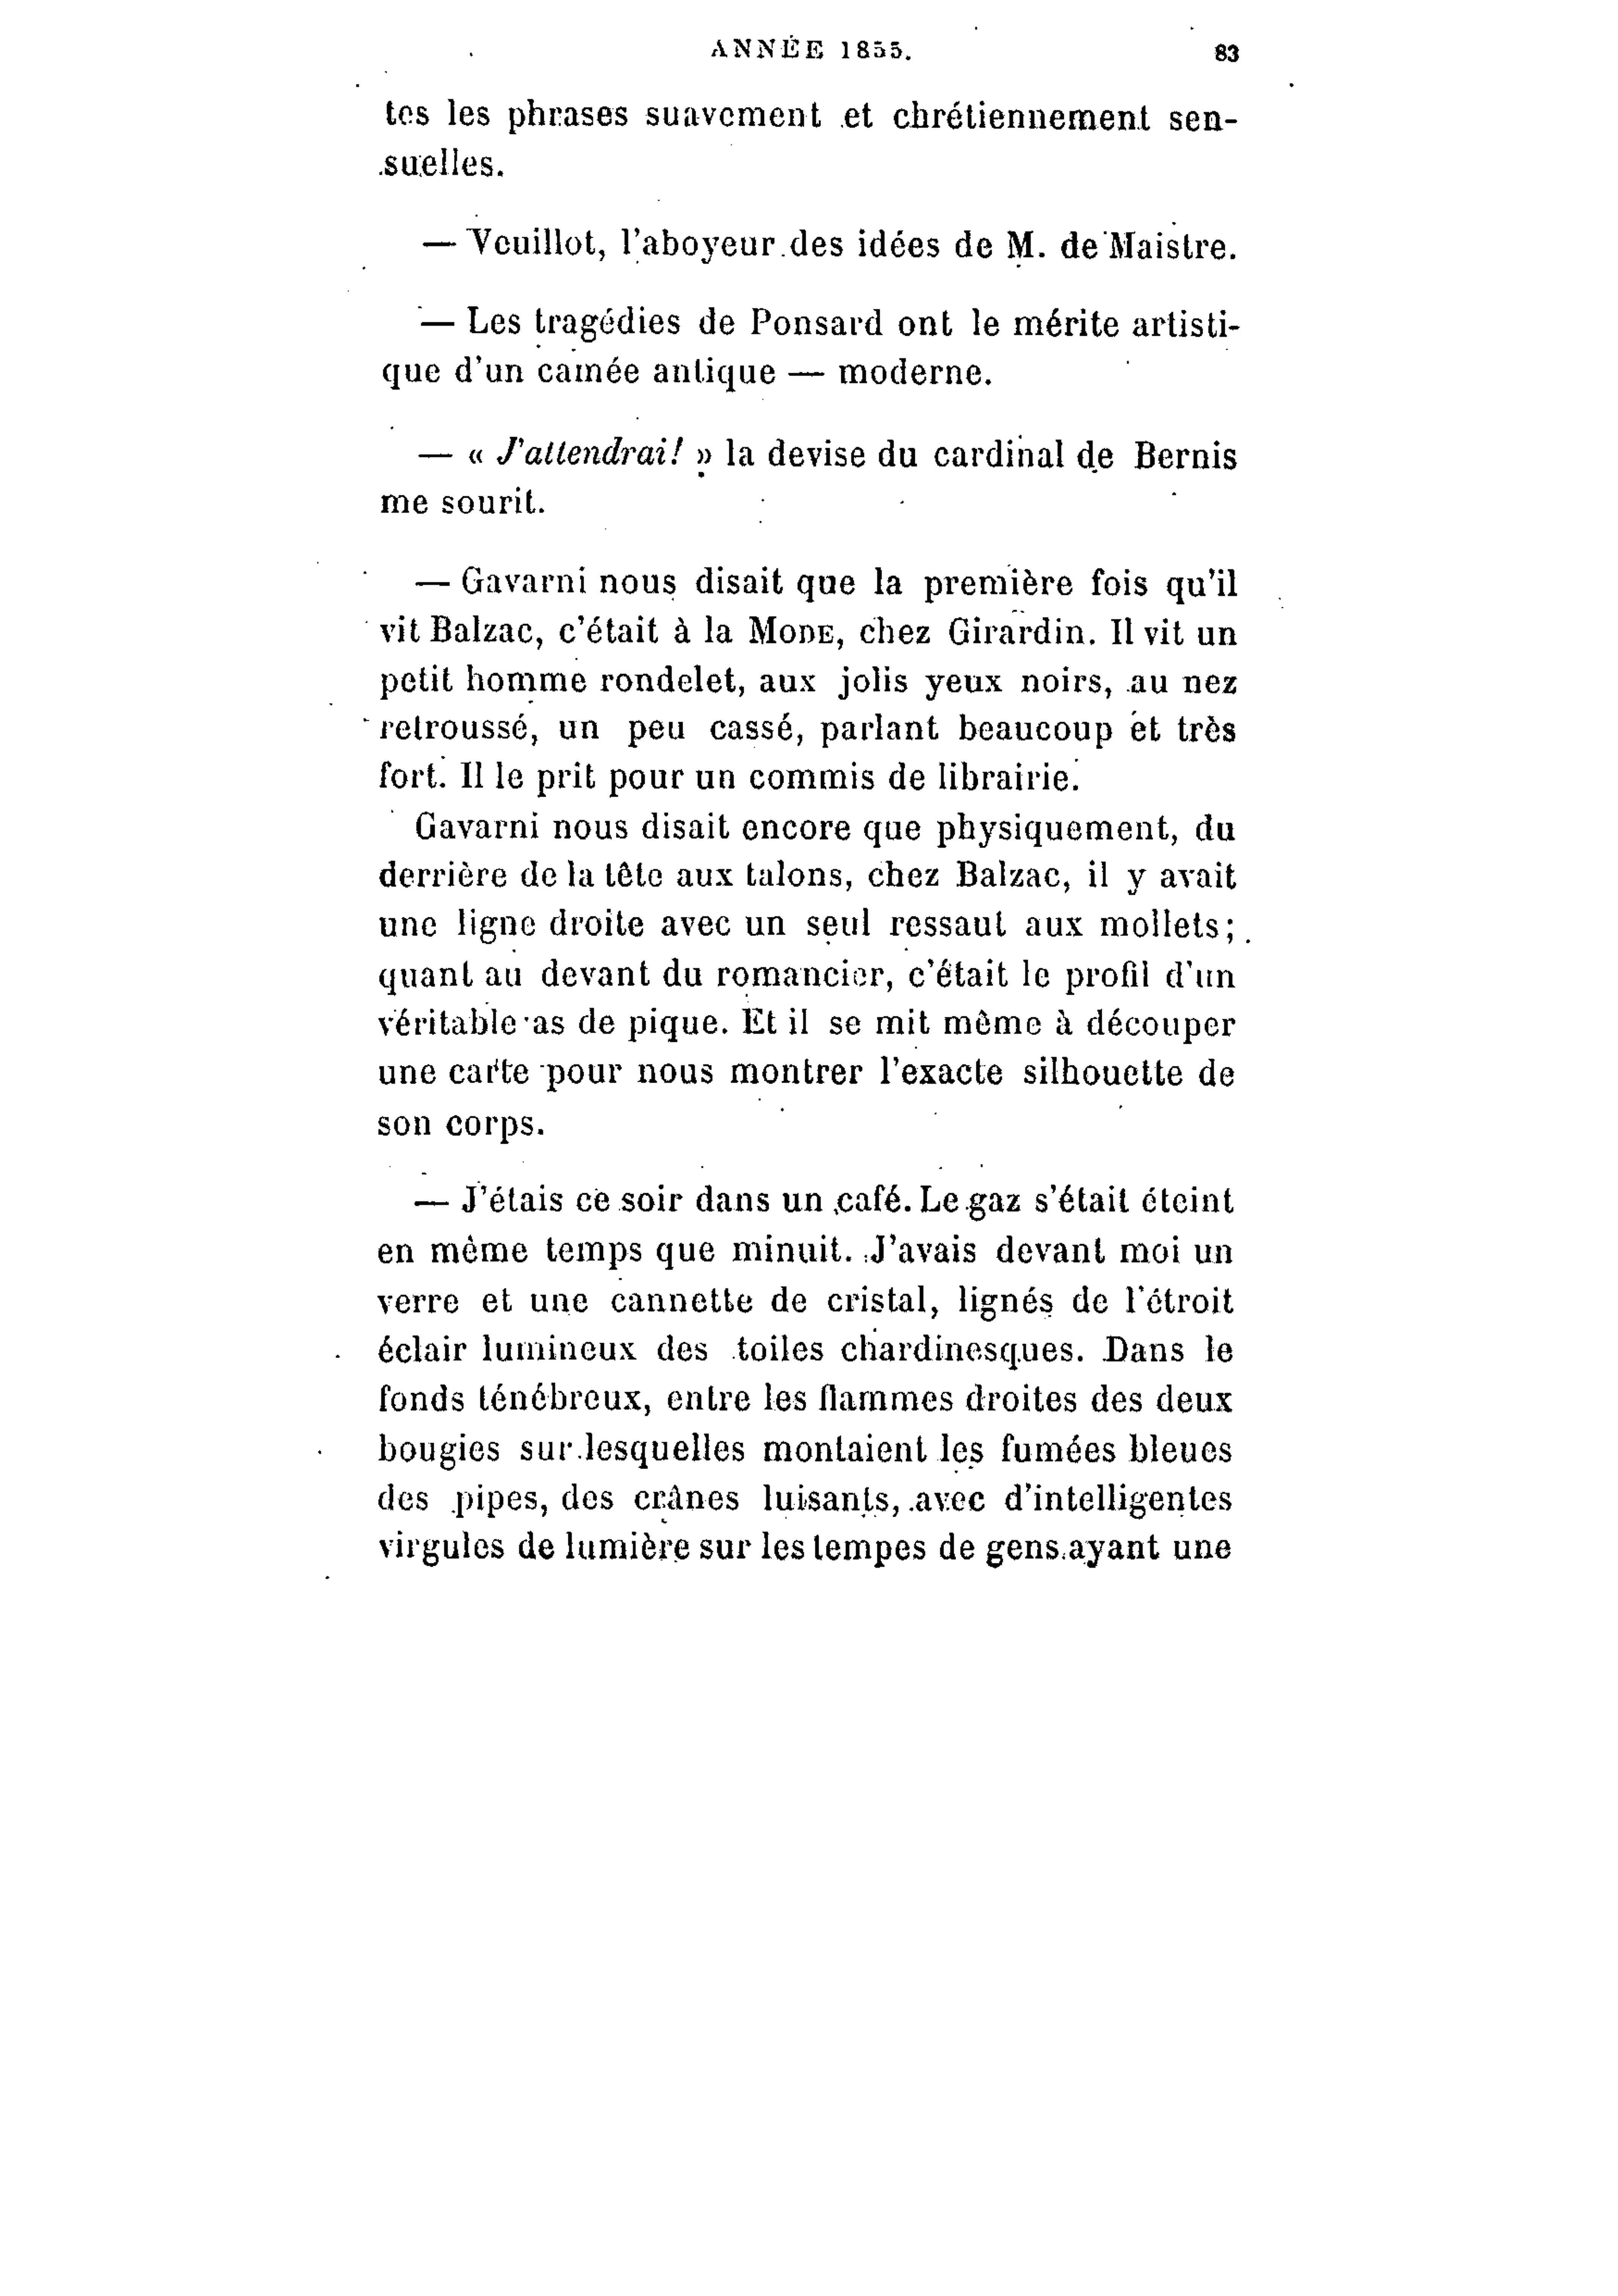 ANNÉE 1855. 83
tes les phrases suavement et chrétiennement sen-
suelles.
— Veuillot, l'aboyeur des idées de M. de Maistre.
— Les tragédies de Ponsard ont le mérite artisti-
que d'un camée antique — moderne.
— « J'attendrai! » la devise du cardinal de Bernis
me sourit.
— Gavarni nous disait que la première fois qu'il
vit Balzac, c'était à la MODE, chez Girardin. Il vit un
petit homme rondelet, aux jolis yeux noirs, au nez
retroussé, un peu cassé, parlant beaucoup et très
fort. Il le prit pour un commis de librairie.
Gavarni nous disait encore que physiquement, du
derrière de la tête aux talons, chez Balzac, il y avait
une ligne droite avec un seul ressaut aux mollets;
quant au devant du romancier, c'était le profil d'un
véritable as de pique. Et il se mit même à découper
une carte pour nous montrer l'exacte silhouette de
son corps.
— J'étais ce soir dans un café. Le gaz s'était éteint
en même temps que minuit. J'avais devant moi un
verre et une cannette de cristal, lignés de l'étroit
éclair lumineux des toiles chardinesques. Dans le
fonds ténébreux, entre les flammes droites des deux
bougies sur lesquelles montaient les fumées bleues
des pipes, des crânes luisants, avec d'intelligentes
virgules de lumière sur les tempes de gens ayant une